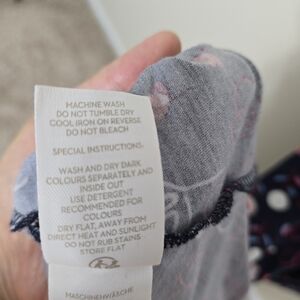 MACHINE WASH
DO NOT TUMBLE DRY
COOL IRON ON REVERSE
DO NOT BLEACH
SPECIAL INSTRUCTIONS:
WASH AND DRY DARK
COLOURS SEPARATELY AND
INSIDE OUT
USE DETERGENT
RECOMMENDED FOR
COLOURS
DRY FLAT, AWAY FROM
DIRECT HEAT AND SUNLIGHT
DO NOT RUB STAINS
STORE FLAT
MASCHINENWÄSCHE